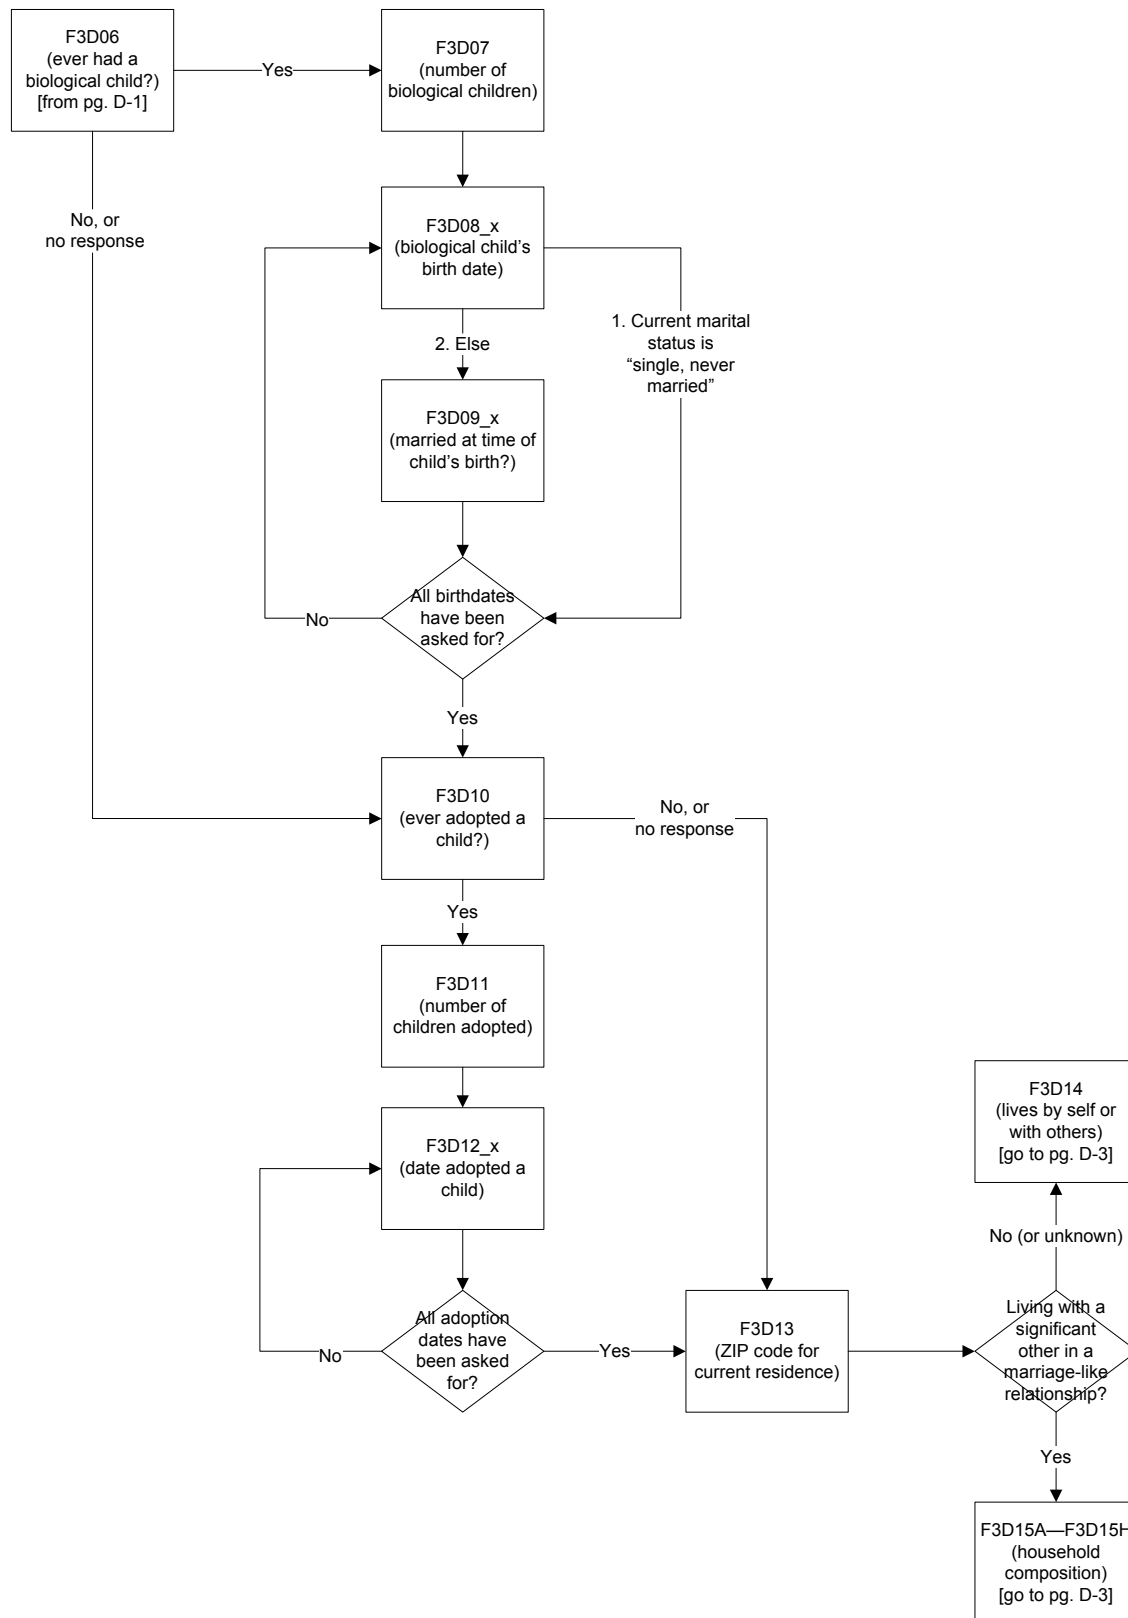 F3D06
(ever had a
biological child?)
[from pg. D-1]
Yes
F3D07
(number of
biological children)
No, or
no response
F3D08_x
(biological child’s
birth date)
1. Current marital
status is
“single, never
married”
2. Else
F3D09_x
(married at time of
child’s birth?)
All birthdates
have been
asked for?
No
Yes
F3D10
(ever adopted a
child?)
No, or
no response
Yes
F3D11
(number of
children adopted)
F3D12_x
(date adopted a
child)
All adoption
dates have
been asked
for?
No
Yes
F3D13
(ZIP code for
current residence)
F3D14
(lives by self or
with others)
[go to pg. D-3]
No (or unknown)
Living with a
significant
other in a
marriage-like
relationship?
Yes
F3D15A—F3D15H
(household
composition)
[go to pg. D-3]